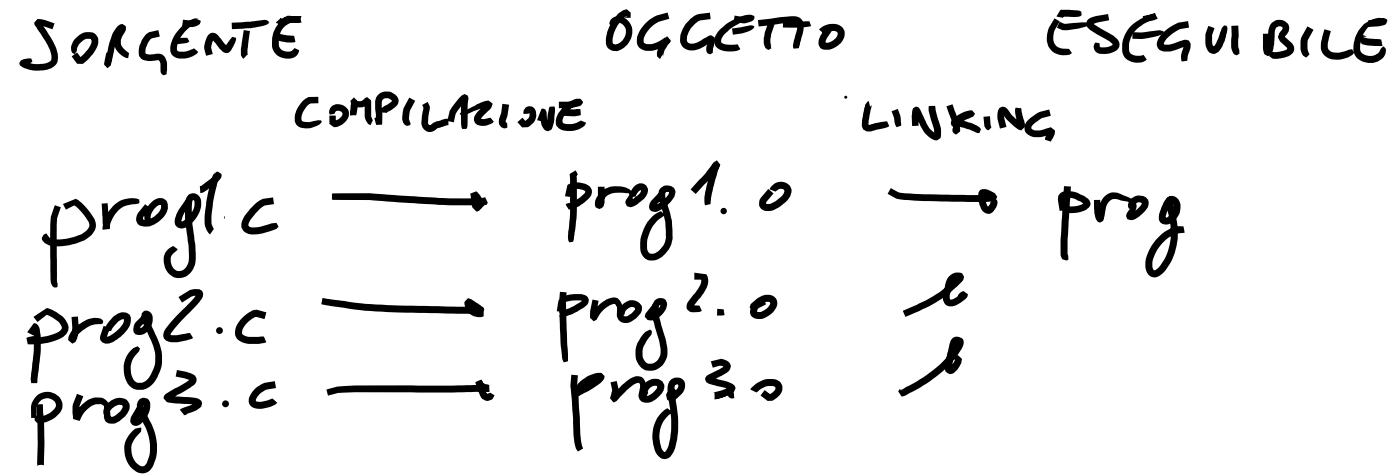 SORGENTE OGGETTO ESEGUIBILE
COMPILAZIONE LINKING
prog1.c prog1.o prog
prog2.c prog2.o
prog3.c prog3.o